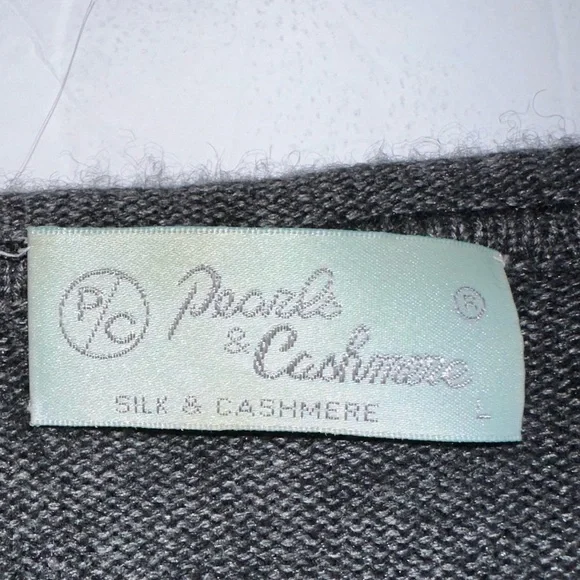 P/C
Pearls ®
& Cashmere
SILK & CASHMERE
L